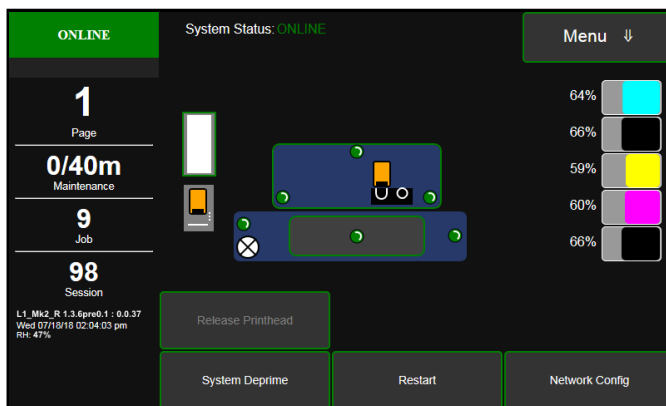 ONLINE
System Status: ONLINE
Menu ⇓
1
Page
0/40m
Maintenance
9
Job
98
Session
L1_Mk2_R 1.3.6pre0.1 : 0.0.37
Wed 07/18/18 02:04:03 pm
RH: 47%
64%
66%
59%
60%
66%
Release Printhead
System Deprime
Restart
Network Config